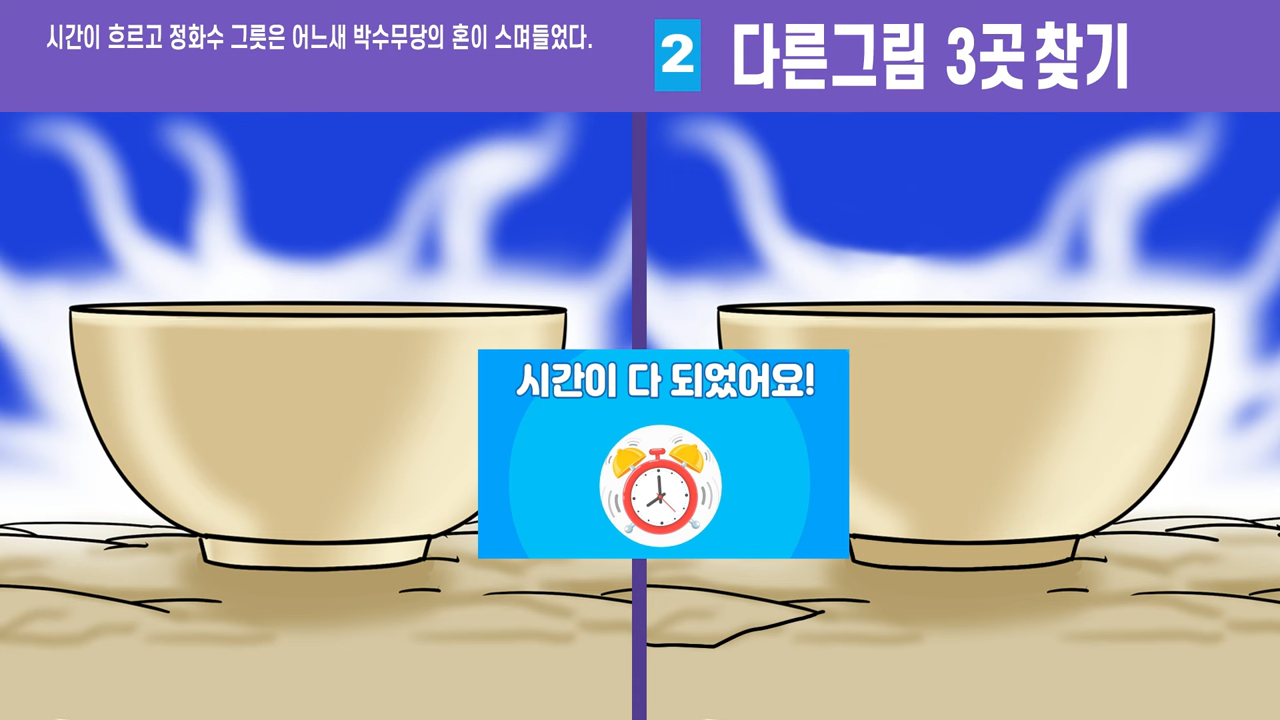 시간이 흐르고 정화수 그릇은 어느새 박수무당의 혼이 스며들었다.
2 다른그림 3곳 찾기
시간이 다 되었어요!